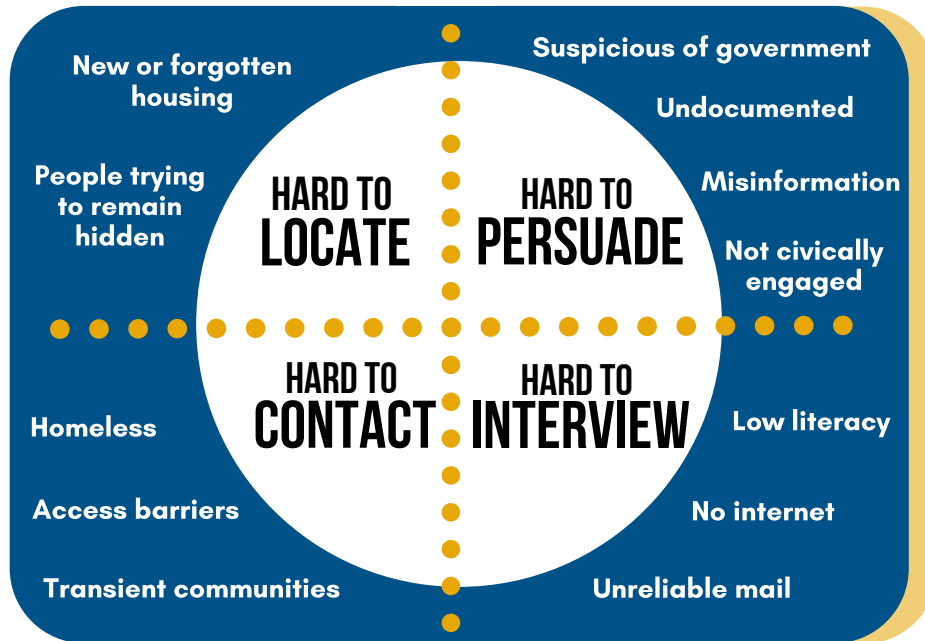 New or forgotten
housing
People trying
to remain
hidden
HARD TO
LOCATE
Suspicious of government
Undocumented
Misinformation
Not civically
engaged
HARD TO
PERSUADE
Homeless
Access barriers
Transient communities
HARD TO
CONTACT
HARD TO
INTERVIEW
Low literacy
No internet
Unreliable mail